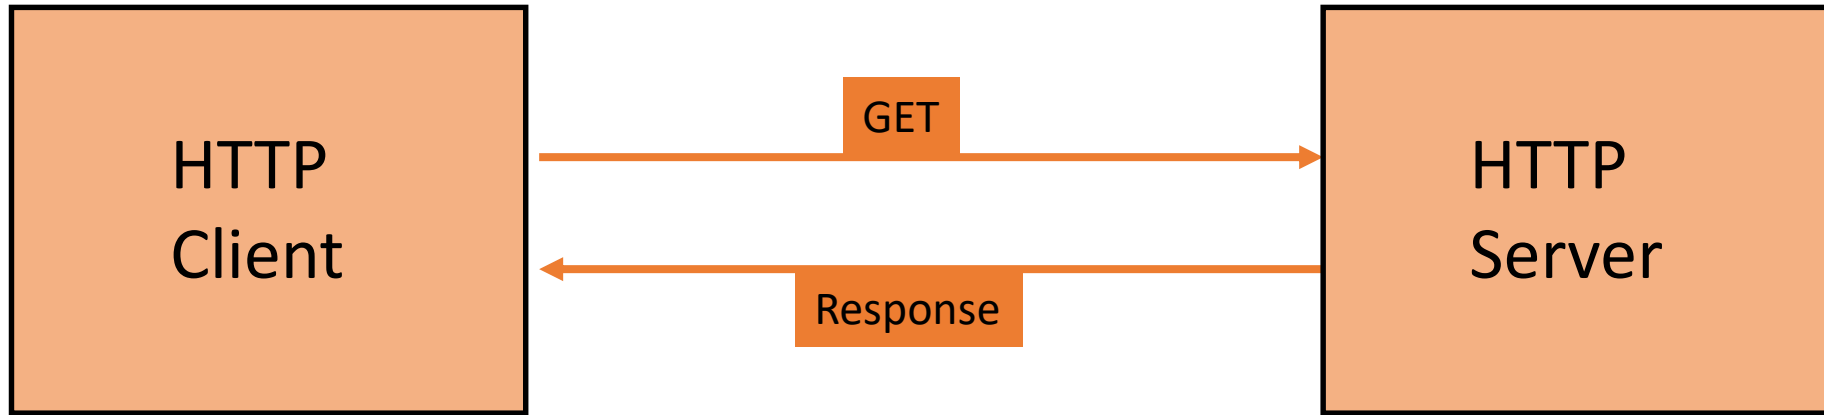 HTTP
Client
GET
Response
HTTP
Server